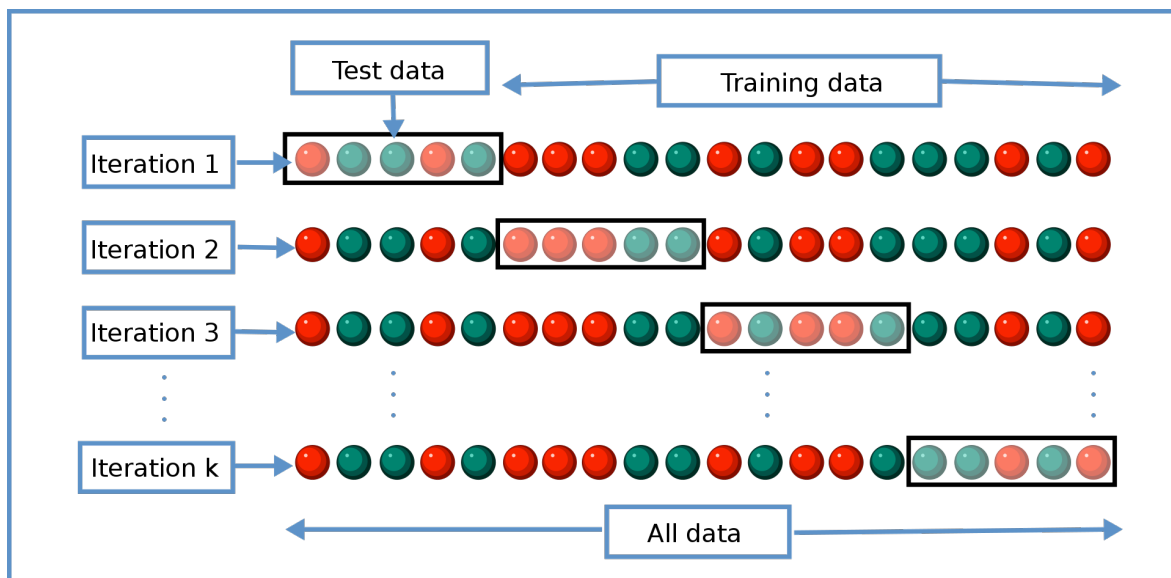 Test data
Training data
Iteration 1
Iteration 2
Iteration 3
Iteration k
All data